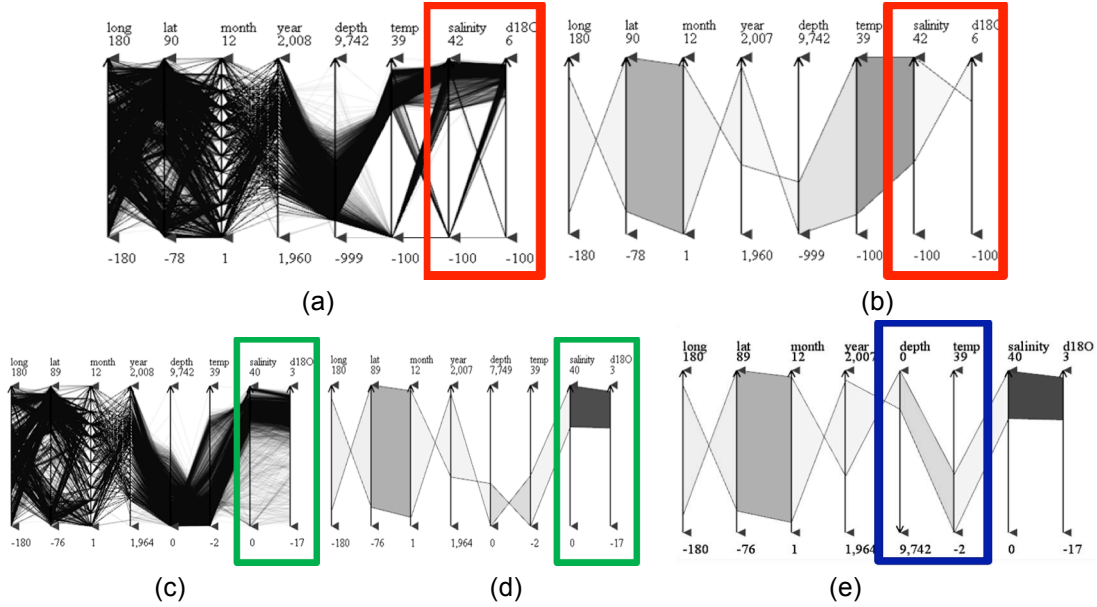 long lat month year depth temp salinity d18O
180 90 12 2,008 9,742 39 42 6
-180 -78 1 1,960 -999 -100 -100 -100
(a)
long lat month year depth temp salinity d18O
180 90 12 2,007 9,742 39 42 6
-180 -78 1 1,960 -999 -100 -100 -100
(b)
long lat month year depth temp salinity d18O
180 89 12 2,008 9,742 39 40 3
-180 -76 1 1,964 0 -2 0 -17
(c)
long lat month year depth temp salinity d18O
180 89 12 2,007 7,749 39 40 3
-180 -76 1 1,964 0 -2 0 -17
(d)
long lat month year depth temp salinity d18O
180 89 12 2,007 0 39 40 3
-180 -76 1 1,964 9,742 -2 0 -17
(e)